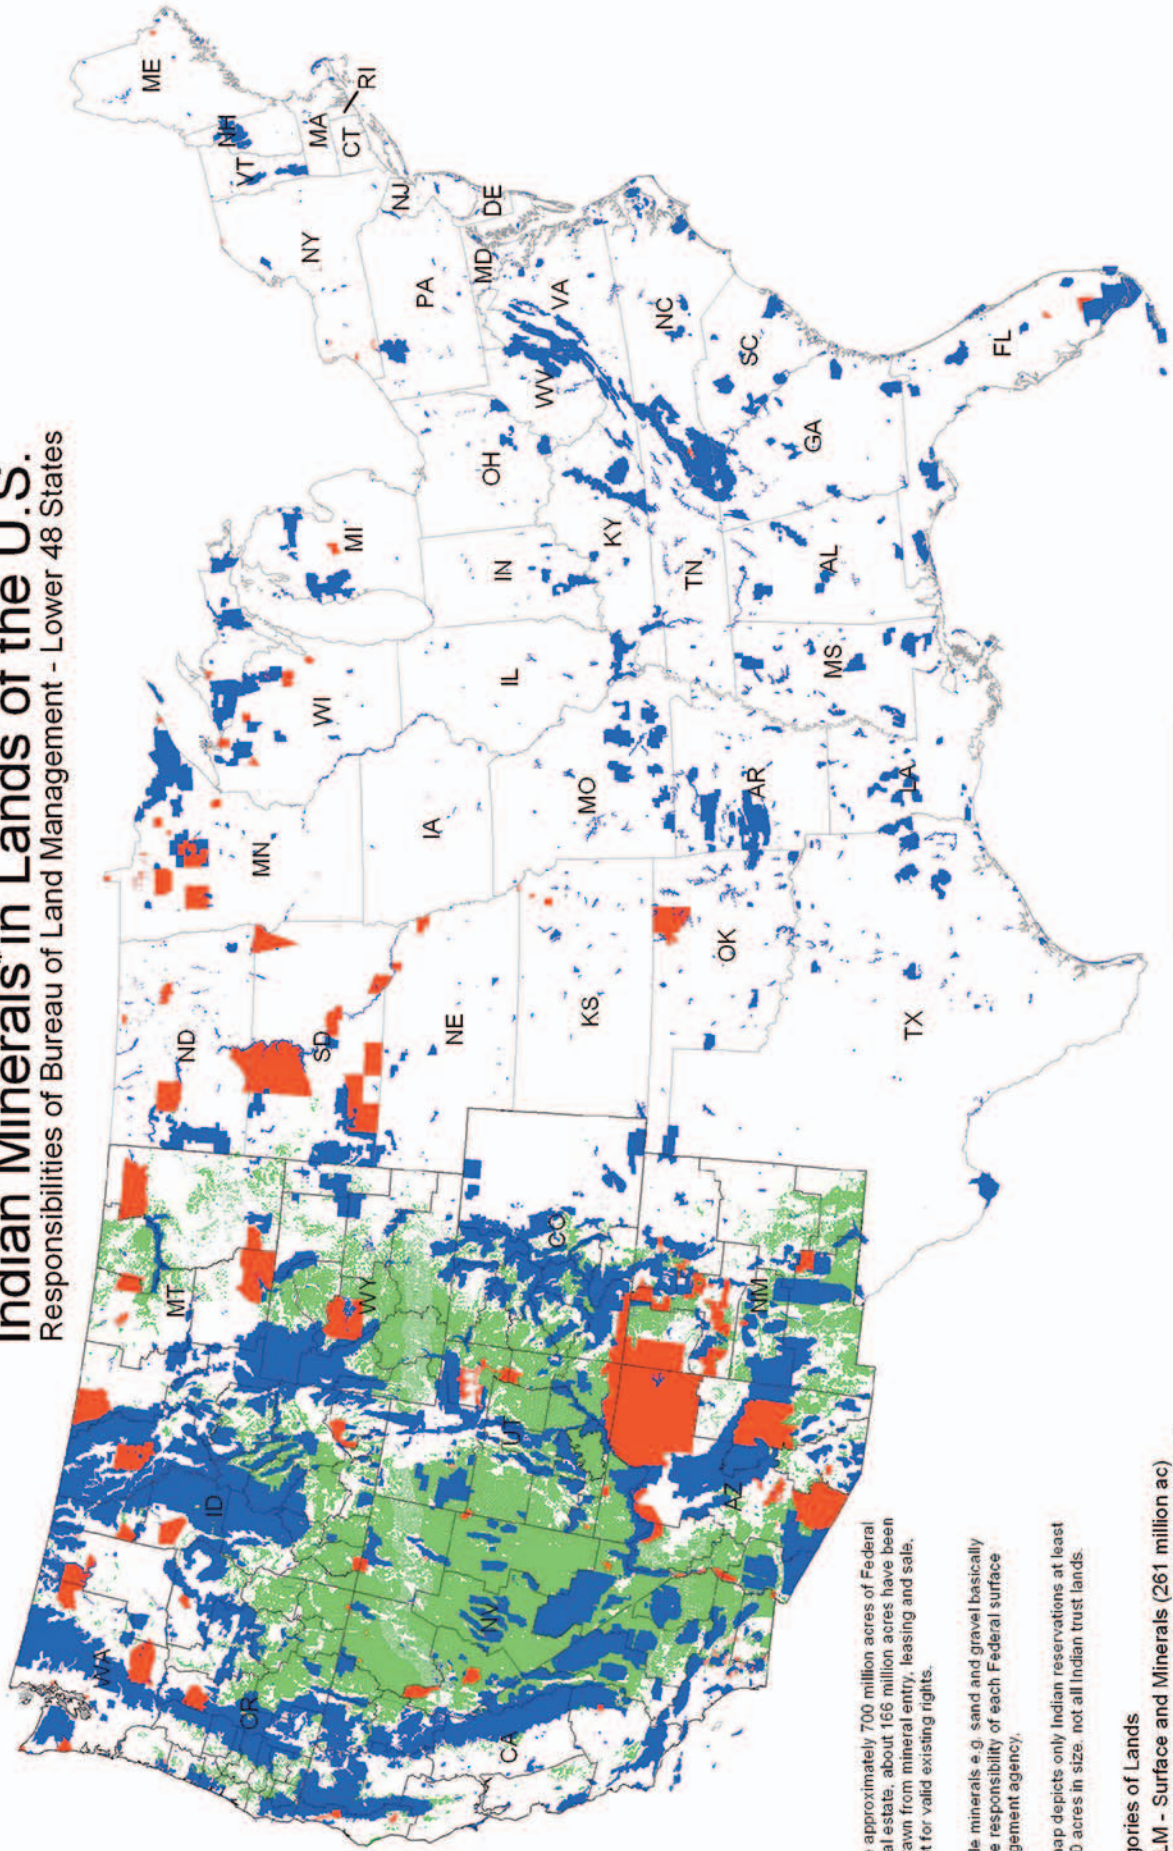 Indian Minerals* in Lands of the U.S.
Responsibilities of Bureau of Land Management - Lower 48 States
WA
OR
CA
ID
NV
MT
WY
UT
AZ
CO
NM
ND
SD
NE
KS
OK
TX
MN
IA
MO
AR
LA
WI
IL
MS
MI
IN
KY
TN
AL
OH
WV
GA
FL
SC
NC
VA
PA
MD
DE
NJ
NY
VT
NH
ME
MA
CT
RI
approximately 700 million acres of Federal
al estate, about 166 million acres have been
rawn from mineral entry, leasing and sale,
t for valid existing rights.
le minerals e.g. sand and gravel basically
e responsibility of each Federal surface
gement agency.
map depicts only Indian reservations at least
0 acres in size, not all Indian trust lands.
gories of Lands
LM - Surface and Minerals (261 million ac)